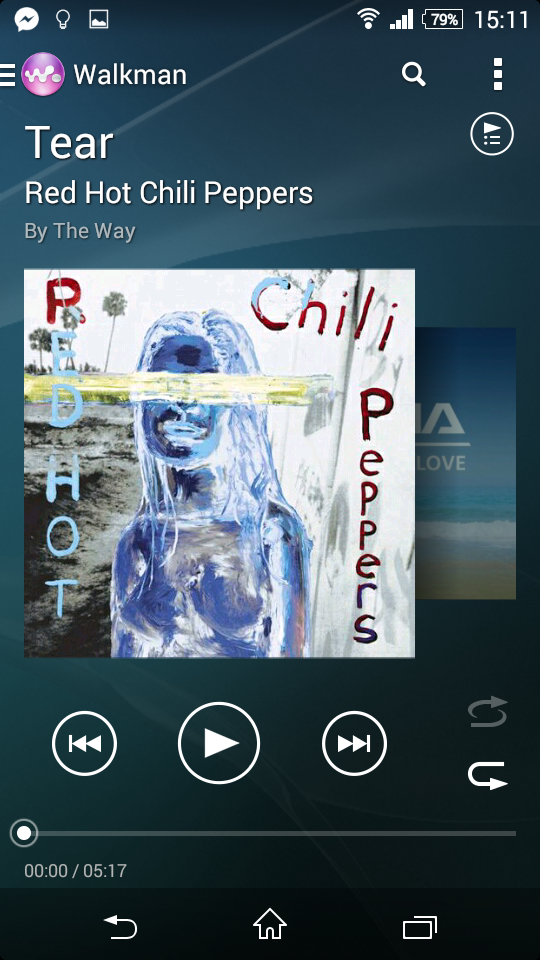 79% 15:11
Walkman
Tear
Red Hot Chili Peppers
By The Way
RED HOT
Chili
Peppers
LOVE
00:00 / 05:17